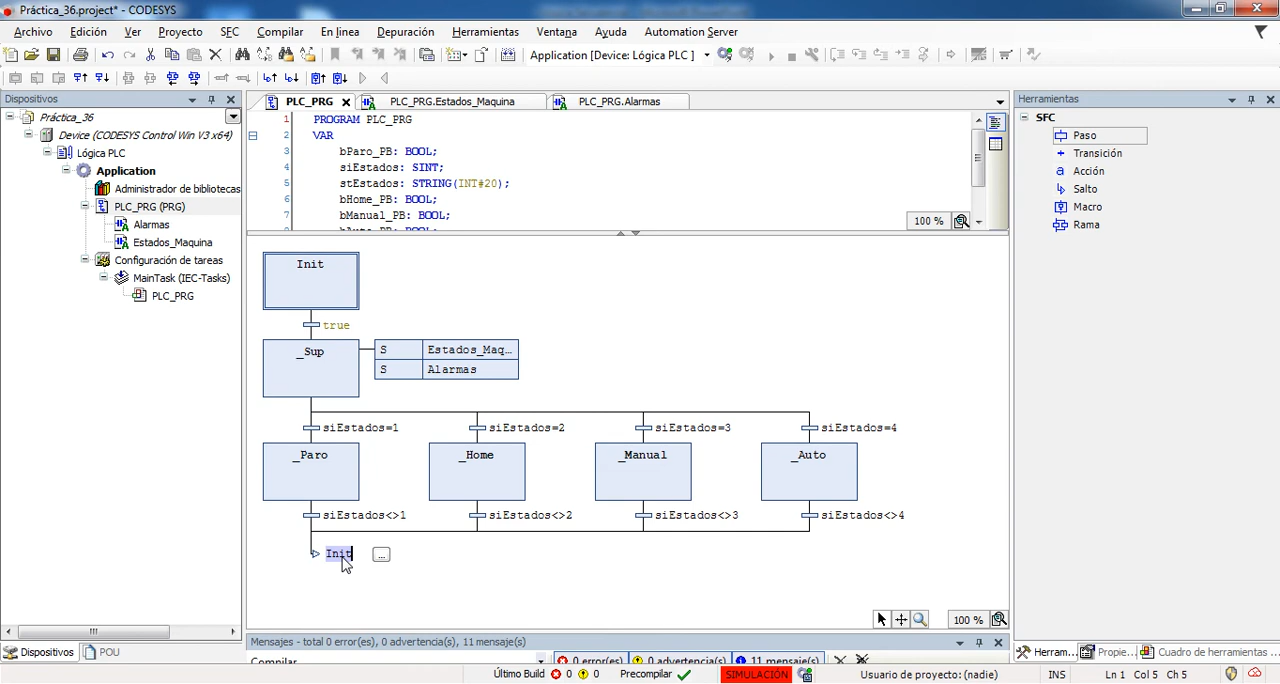 Práctica_36.project* - CODESYS
Archivo Edición Ver Proyecto SFC Compilar En línea Depuración Herramientas Ventana Ayuda Automation Server
Application [Device: Lógica PLC ]
Dispositivos
Práctica_36
Device (CODESYS Control Win V3 x64)
Lógica PLC
Application
Administrador de bibliotecas
PLC_PRG (PRG)
Alarmas
Estados_Maquina
Configuración de tareas
MainTask (IEC-Tasks)
PLC_PRG
Dispositivos POU
PLC_PRG PLC_PRG.Estados_Maquina PLC_PRG.Alarmas
1 PROGRAM PLC_PRG
2 VAR
3 bParo_PB: BOOL;
4 siEstados: SINT;
5 stEstados: STRING(INT#20);
6 bHome_PB: BOOL;
7 bManual_PB: BOOL;
100 %
Init
true
_Sup
S Estados_Maq...
S Alarmas
siEstados=1 siEstados=2 siEstados=3 siEstados=4
_Paro _Home _Manual _Auto
siEstados<>1 siEstados<>2 siEstados<>3 siEstados<>4
Init ...
100 %
Mensajes - total 0 error(es), 0 advertencia(s), 11 mensaje(s)
Compilar 0 error(es) 0 advertencia(s) 11 mensaje(s)
Herramientas
SFC
Paso
Transición
Acción
Salto
Macro
Rama
Herram... Propie... Cuadro de herramientas
Último Build 0 0 Precompilar SIMULACIÓN Usuario de proyecto: (nadie) INS Ln 1 Col 5 Ch 5